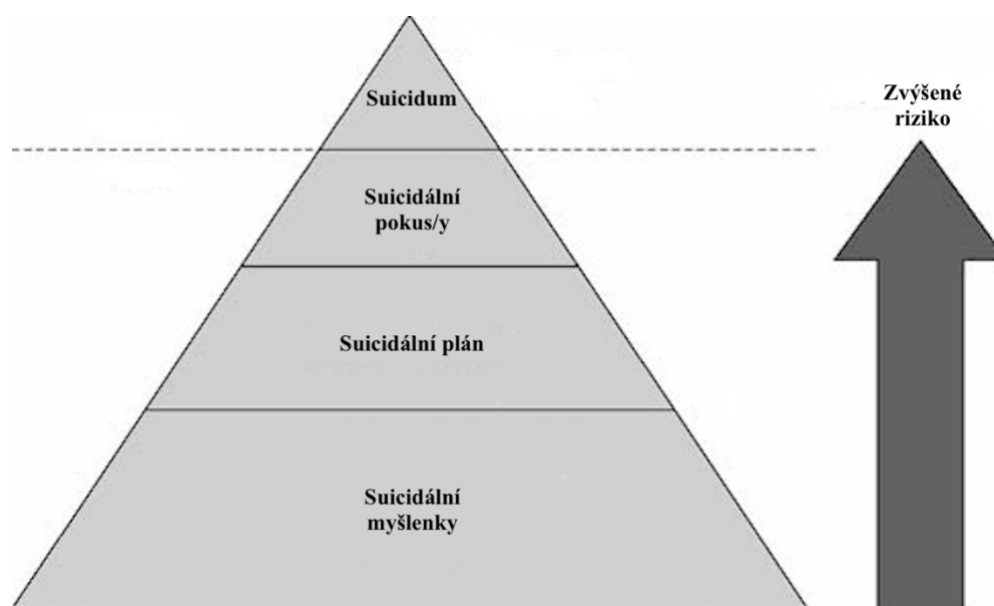 Suicidum
Zvýšené
riziko
Suicidální
pokus/y
Suicidální plán
Suicidální
myšlenky